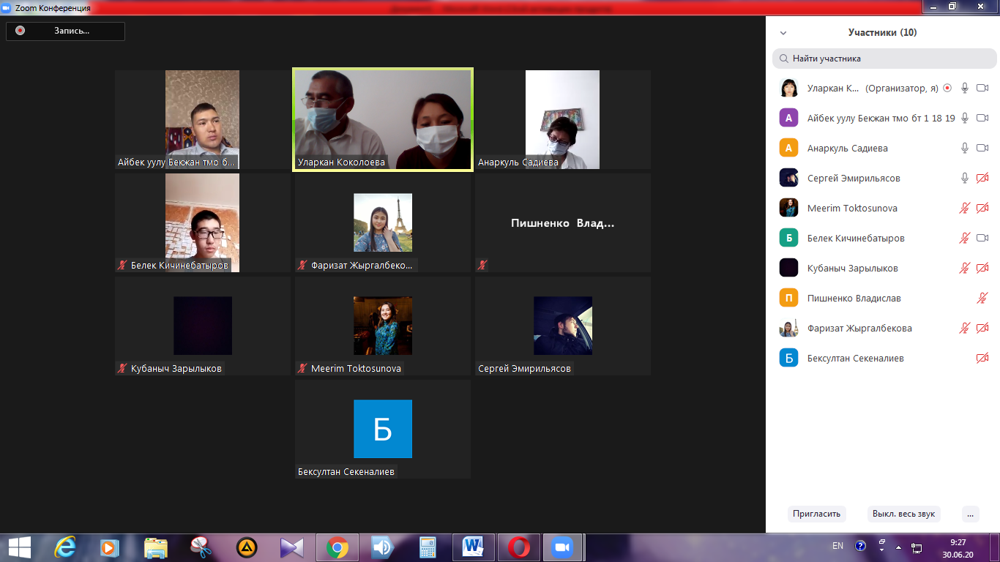 Zoom Конференция
Запись...
Айбек уулу Бекжан тмо б...
Уларкан Коколоева
Анаркуль Садиева
Белек Кичинебатыров
Фаризат Жыргалбеко...
Пишненко Влад...
Кубаныч Зарылыков
Meerim Toktosunova
Сергей Эмирильясов
Б
Бексултан Секеналиев
Участники (10)
Найти участника
Уларкан К... (Организатор, я)
А Айбек уулу Бекжан тмо бт 1 18 19
А Анаркуль Садиева
Сергей Эмирильясов
Meerim Toktosunova
Б Белек Кичинебатыров
Кубаныч Зарылыков
П Пишненко Владислав
Фаризат Жыргалбекова
Б Бексултан Секеналиев
Пригласить Выкл. весь звук ...
EN 9:27
30.06.20